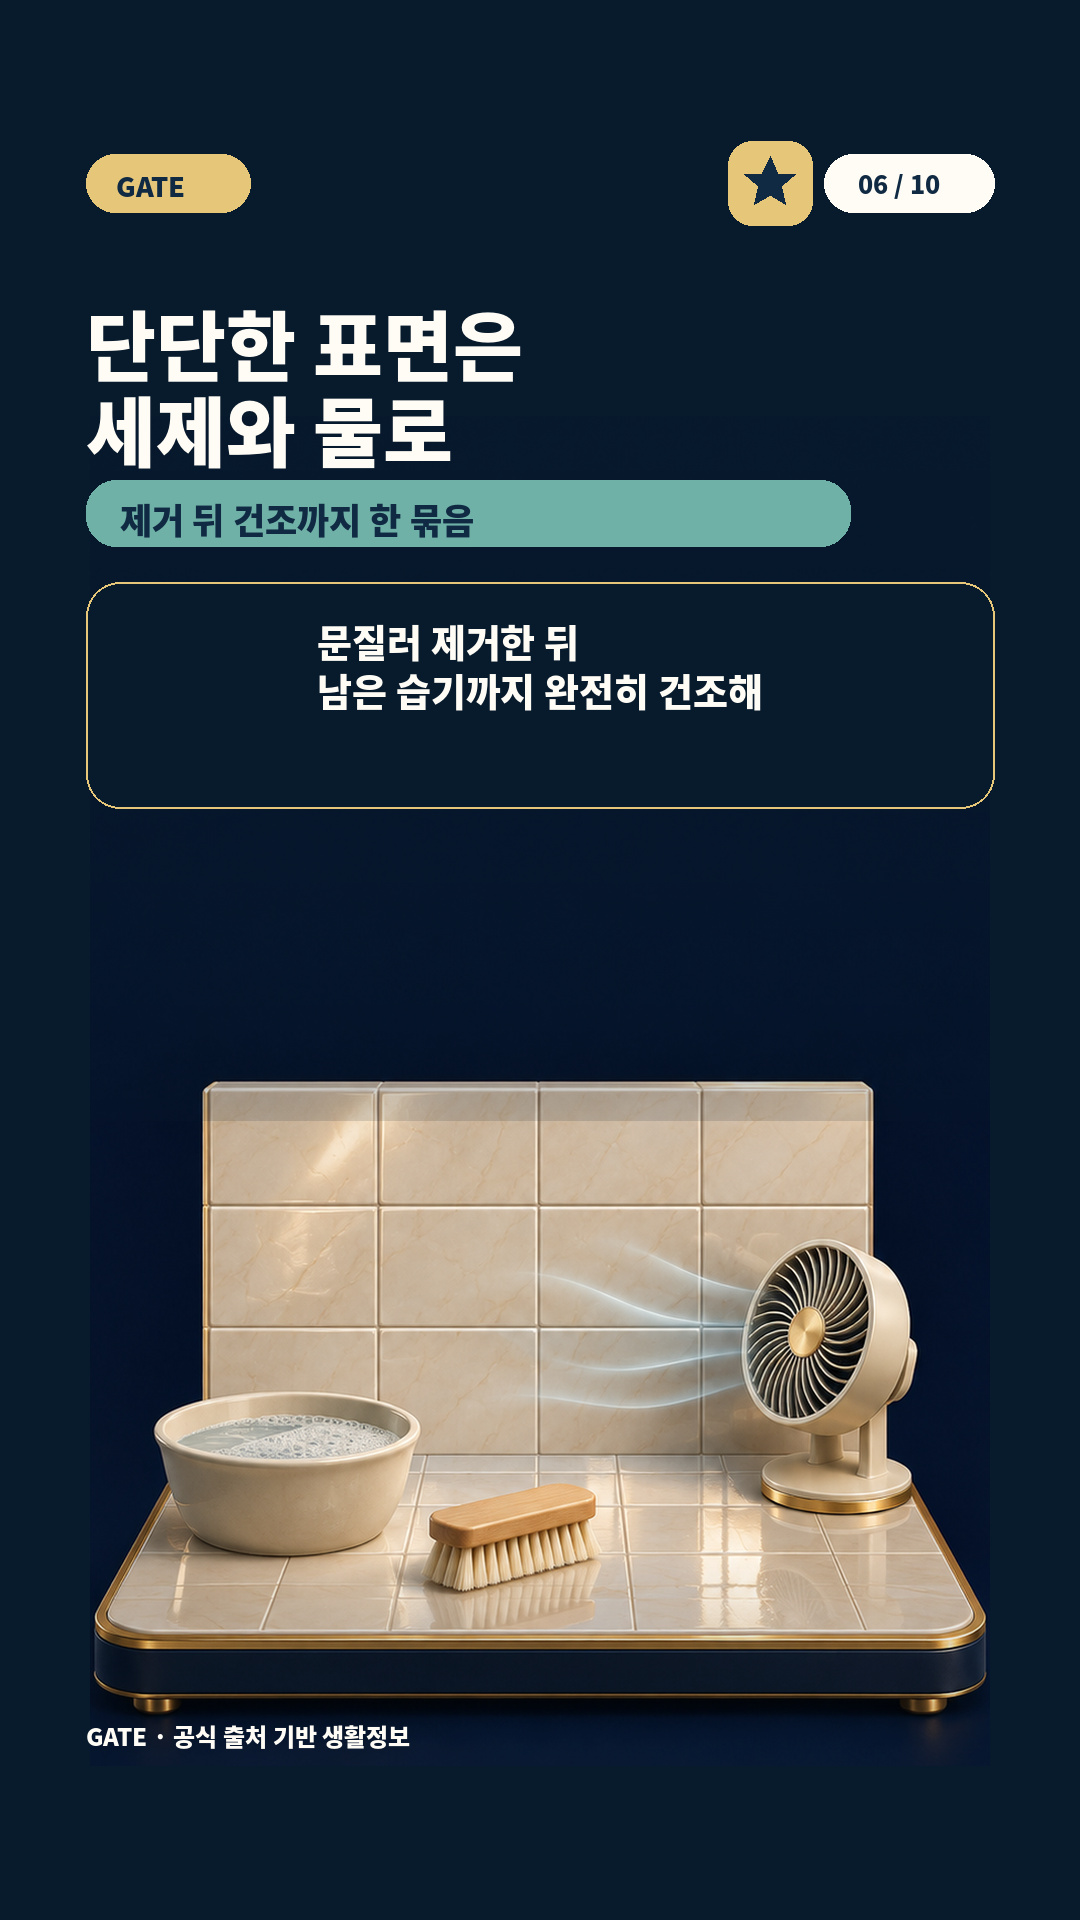 GATE
06 / 10
단단한 표면은
세제와 물로
제거 뒤 건조까지 한 묶음
문질러 제거한 뒤
남은 습기까지 완전히 건조해
GATE · 공식 출처 기반 생활정보